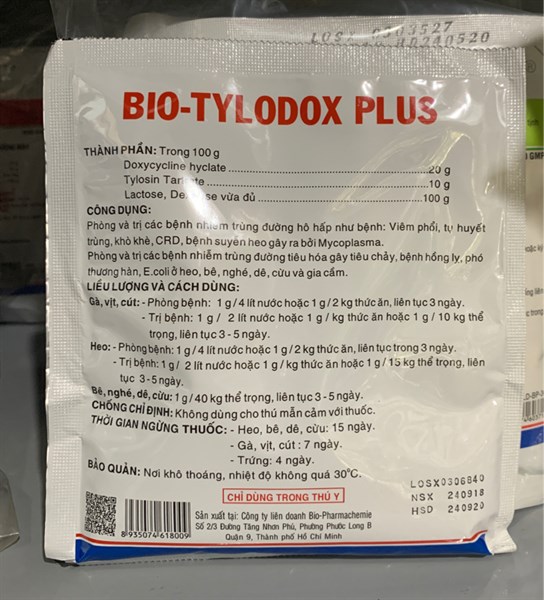 LOSX 0303527
HD240520
BIO-TYLODOX PLUS
THÀNH PHẦN: Trong 100 g
Doxycycline hyclate ........ 20 g
Tylosin ........ 10 g
Lactose, vừa đủ ........ 100 g
CÔNG DỤNG:
Phòng và trị các bệnh nhiễm trùng đường hô hấp như bệnh: Viêm phổi, tụ huyết
trùng, khò khè, CRD, bệnh suyễn heo gây ra bởi Mycoplasma.
Phòng và trị các bệnh nhiễm trùng đường tiêu hóa gây tiêu chảy, bệnh hồng lỵ, phó
thương hàn, E.coli ở heo, bê, nghé, dê, cừu và gia cầm.
LIỀU LƯỢNG VÀ CÁCH DÙNG:
Gà, vịt, cút: - Phòng bệnh: 1 g/ 4 lít nước hoặc 1 g/ 2 kg thức ăn, liên tục 3 ngày.
- Trị bệnh: 1 g/ 2 lít nước hoặc 1 g/ kg thức ăn hoặc 1 g/ 10 kg thể
trọng, liên tục 3 - 5 ngày.
Heo: - Phòng bệnh: 1 g/ 4 lít nước hoặc 1 g/ 2 kg thức ăn, liên tục trong 3 ngày.
- Trị bệnh: 1 g/ 2 lít nước hoặc 1 g/ kg thức ăn hoặc 1 g/ 15 kg thể trọng, liên
tục 3 - 5 ngày.
Bê, nghé, dê, cừu: 1 g/ 40 kg thể trọng, liên tục 3 - 5 ngày.
CHỐNG CHỈ ĐỊNH: Không dùng cho thú mẫn cảm với thuốc.
THỜI GIAN NGỪNG THUỐC: - Heo, bê, dê, cừu: 15 ngày.
- Gà, vịt, cút : 7 ngày.
- Trứng: 4 ngày.
BẢO QUẢN: Nơi khô thoáng, nhiệt độ không quá 30°C.
CHỈ DÙNG TRONG THÚ Y
LOSX0306840
NSX 240918
HSD 240920
Sản xuất tại: Công ty liên doanh Bio-Pharmachemie
Số 2/3 Đường Tăng Nhơn Phú, Phường Phước Long B
Quận 9, Thành phố Hồ Chí Minh
8 935074 618009